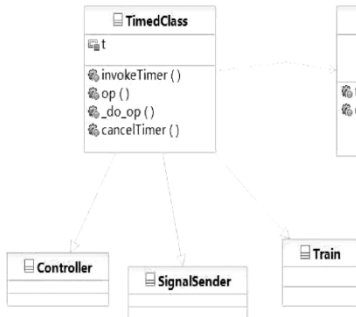 TimedClass
t
invokeTimer ( )
op ( )
_do_op ( )
cancelTimer ( )
Controller
SignalSender
Train